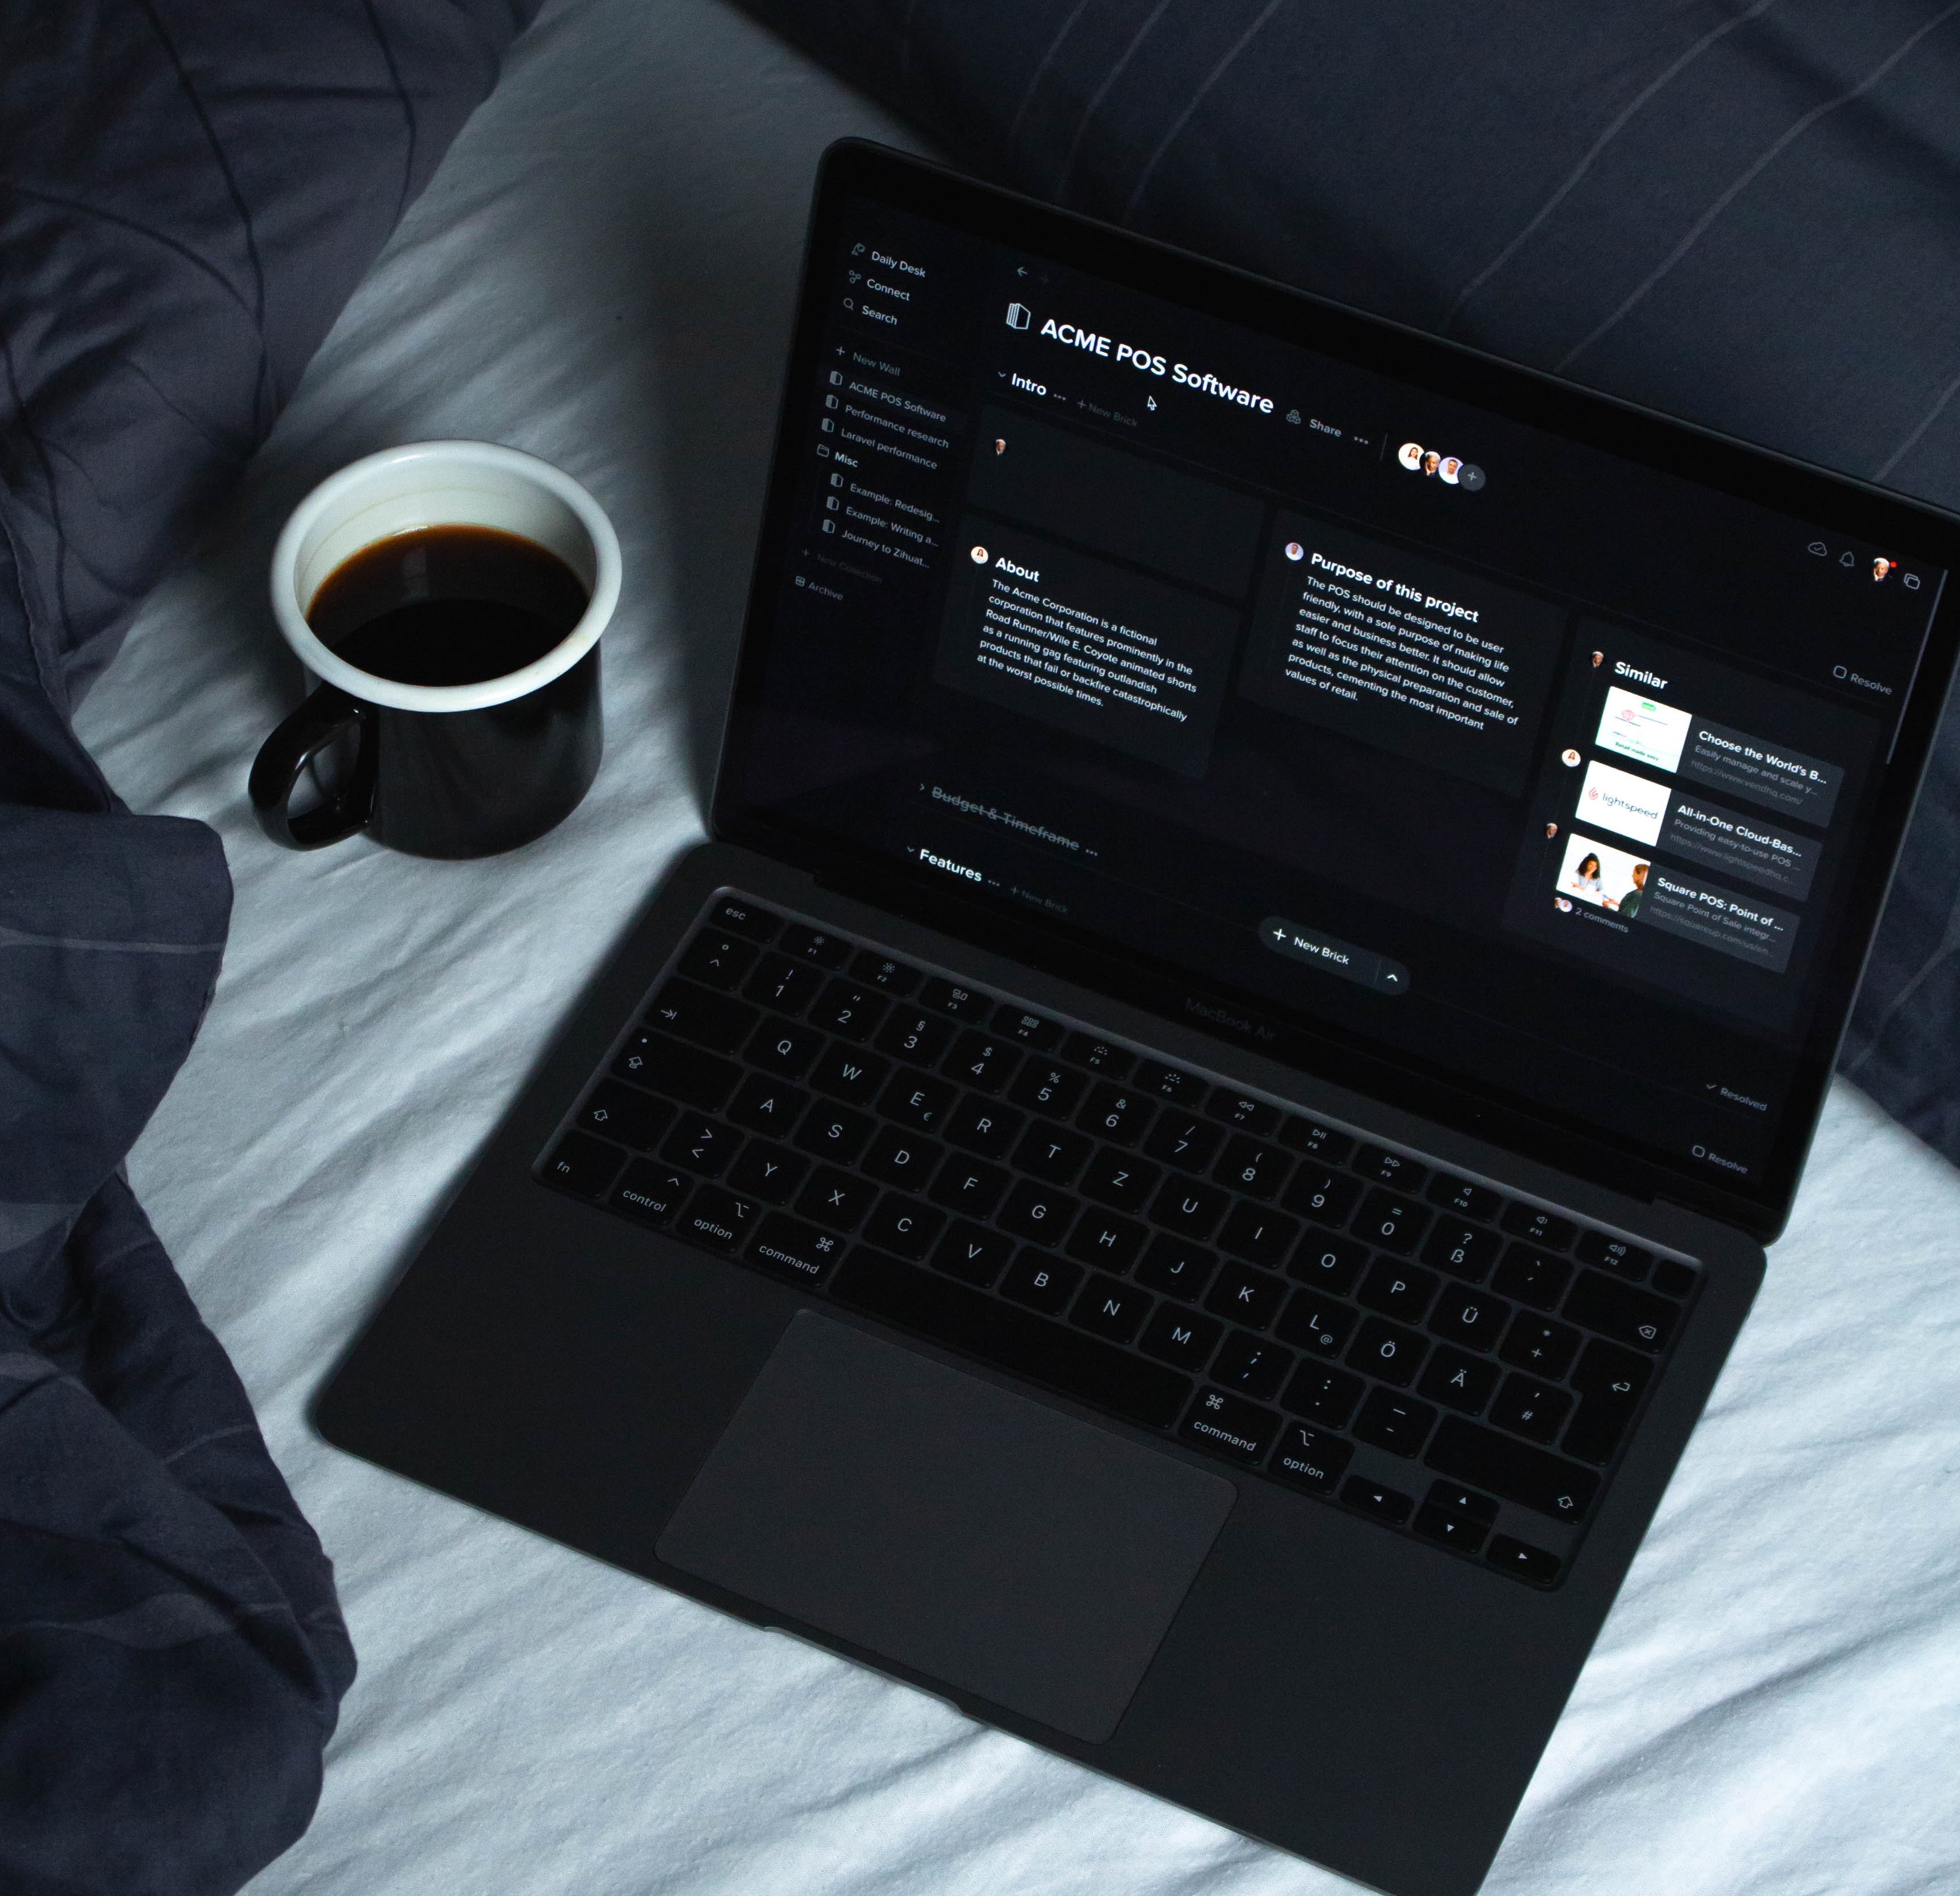 Daily Desk
Connect
Search
+ New Wall
ACME POS Software
Performance research
Laravel performance
Misc
Example: Redesig...
Example: Writing a...
Journey to Zihuat...
+ New Collection
Archive
ACME POS Software
Share
Intro ... + New Brick
About
The Acme Corporation is a fictional
corporation that features prominently in the
Road Runner/Wile E. Coyote animated shorts
as a running gag featuring outlandish
products that fail or backfire catastrophically
at the worst possible times.
Purpose of this project
The POS should be designed to be user
friendly, with a sole purpose of making life
easier and business better. It should allow
staff to focus their attention on the customer,
as well as the physical preparation and sale of
products, cementing the most important
values of retail.
Resolve
Similar
Choose the World's B...
Easily manage and scale y...
https://www.vendhq.com/
Retail made easy
lightspeed
All-in-One Cloud-Bas...
Providing easy-to-use POS ...
https://www.lightspeedhq.c...
Square POS: Point of ...
Square Point of Sale integr...
https://squareup.com/us/en...
2 comments
Budget & Timeframe ...
Resolved
Features ... + New Brick
Resolve
+ New Brick
MacBook Air
esc F1 F2 F3 F4 F5 F6 F7 F8 F9 F10 F11 F12
° ^ ! 1 " 2 § 3 $ 4 % 5 & 6 / 7 ( 8 ) 9 = 0 ? ß ` ´
Q W E € R T Z U I O P Ü * +
A S D F G H J K L @ Ö Ä ' #
> < Y X C V B N M ; , : . _ -
fn control option command command option